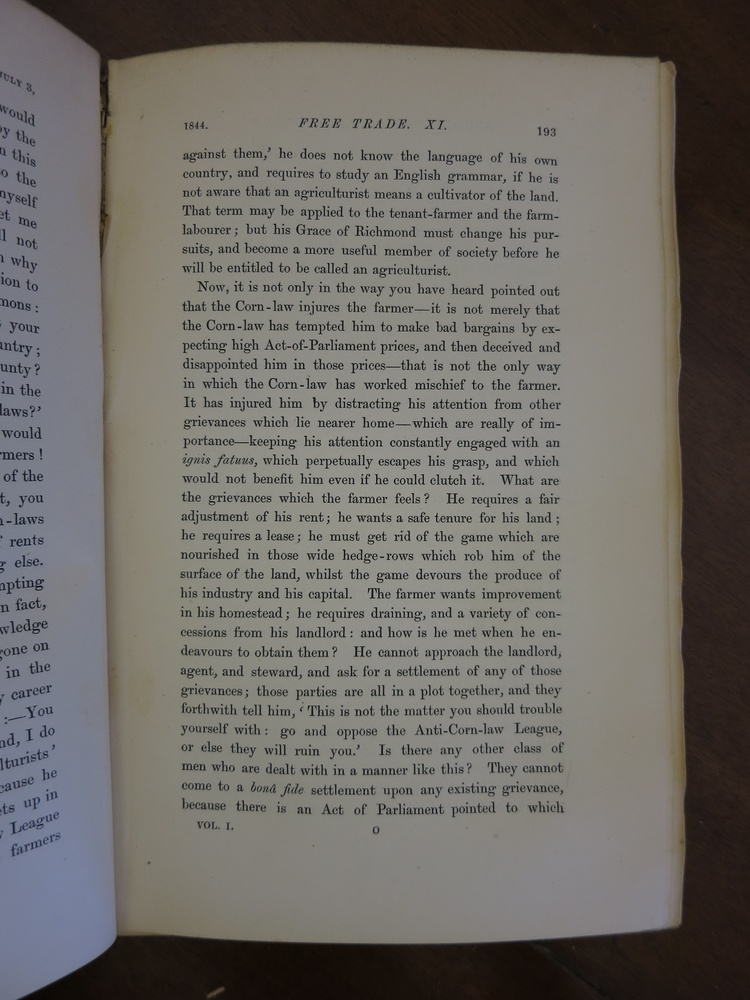 JULY 3,
would
by the
n this
o the
myself
et me
ll not
n why
ion to
mons :
your
untry ;
unty ?
in the
laws?’
would
rmers !
of the
t, you
n-laws
rents
g else.
mpting
n fact,
wledge
gone on
in the
y career
:—You
nd, I do
lturists’
cause he
ets up in
y League
farmers
1844. FREE TRADE. XI. 193
against them,’ he does not know the language of his own
country, and requires to study an English grammar, if he is
not aware that an agriculturist means a cultivator of the land.
That term may be applied to the tenant-farmer and the farm-
labourer ; but his Grace of Richmond must change his pur-
suits, and become a more useful member of society before he
will be entitled to be called an agriculturist.
Now, it is not only in the way you have heard pointed out
that the Corn-law injures the farmer—it is not merely that
the Corn-law has tempted him to make bad bargains by ex-
pecting high Act-of-Parliament prices, and then deceived and
disappointed him in those prices—that is not the only way
in which the Corn-law has worked mischief to the farmer.
It has injured him by distracting his attention from other
grievances which lie nearer home—which are really of im-
portance—keeping his attention constantly engaged with an
ignis fatuus, which perpetually escapes his grasp, and which
would not benefit him even if he could clutch it. What are
the grievances which the farmer feels ? He requires a fair
adjustment of his rent ; he wants a safe tenure for his land ;
he requires a lease ; he must get rid of the game which are
nourished in those wide hedge-rows which rob him of the
surface of the land, whilst the game devours the produce of
his industry and his capital. The farmer wants improvement
in his homestead ; he requires draining, and a variety of con-
cessions from his landlord : and how is he met when he en-
deavours to obtain them ? He cannot approach the landlord,
agent, and steward, and ask for a settlement of any of those
grievances ; those parties are all in a plot together, and they
forthwith tell him, ‘ This is not the matter you should trouble
yourself with : go and oppose the Anti-Corn-law League,
or else they will ruin you.’ Is there any other class of
men who are dealt with in a manner like this ? They cannot
come to a bonâ fide settlement upon any existing grievance,
because there is an Act of Parliament pointed to which
VOL. I. O